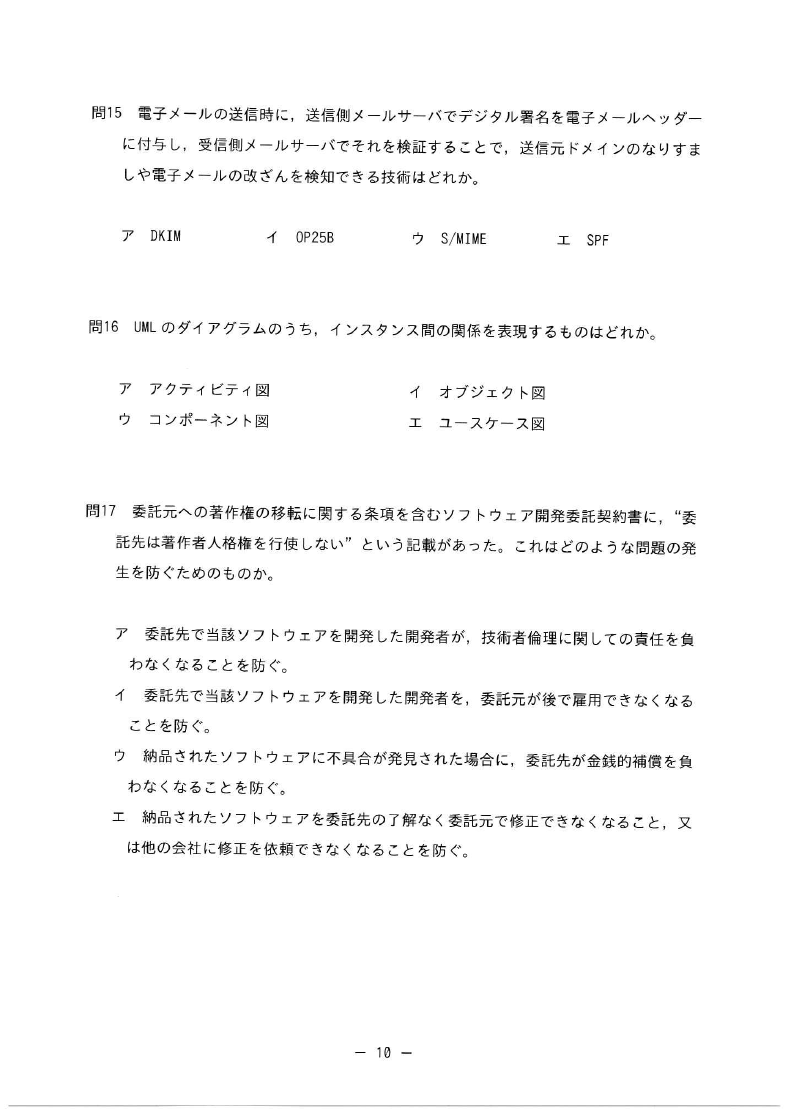 問15 電子メールの送信時に，送信側メールサーバでデジタル署名を電子メールヘッダー
に付与し，受信側メールサーバでそれを検証することで，送信元ドメインのなりすま
しや電子メールの改ざんを検知できる技術はどれか。
ア DKIM イ OP25B ウ S/MIME エ SPF
問16 UMLのダイアグラムのうち，インスタンス間の関係を表現するものはどれか。
ア アクティビティ図 イ オブジェクト図
ウ コンポーネント図 エ ユースケース図
問17 委託元への著作権の移転に関する条項を含むソフトウェア開発委託契約書に，“委
託先は著作者人格権を行使しない”という記載があった。これはどのような問題の発
生を防ぐためのものか。
ア 委託先で当該ソフトウェアを開発した開発者が，技術者倫理に関しての責任を負
わなくなることを防ぐ。
イ 委託先で当該ソフトウェアを開発した開発者を，委託元が後で雇用できなくなる
ことを防ぐ。
ウ 納品されたソフトウェアに不具合が発見された場合に，委託先が金銭的補償を負
わなくなることを防ぐ。
エ 納品されたソフトウェアを委託先の了解なく委託元で修正できなくなること，又
は他の会社に修正を依頼できなくなることを防ぐ。
－ 10 －